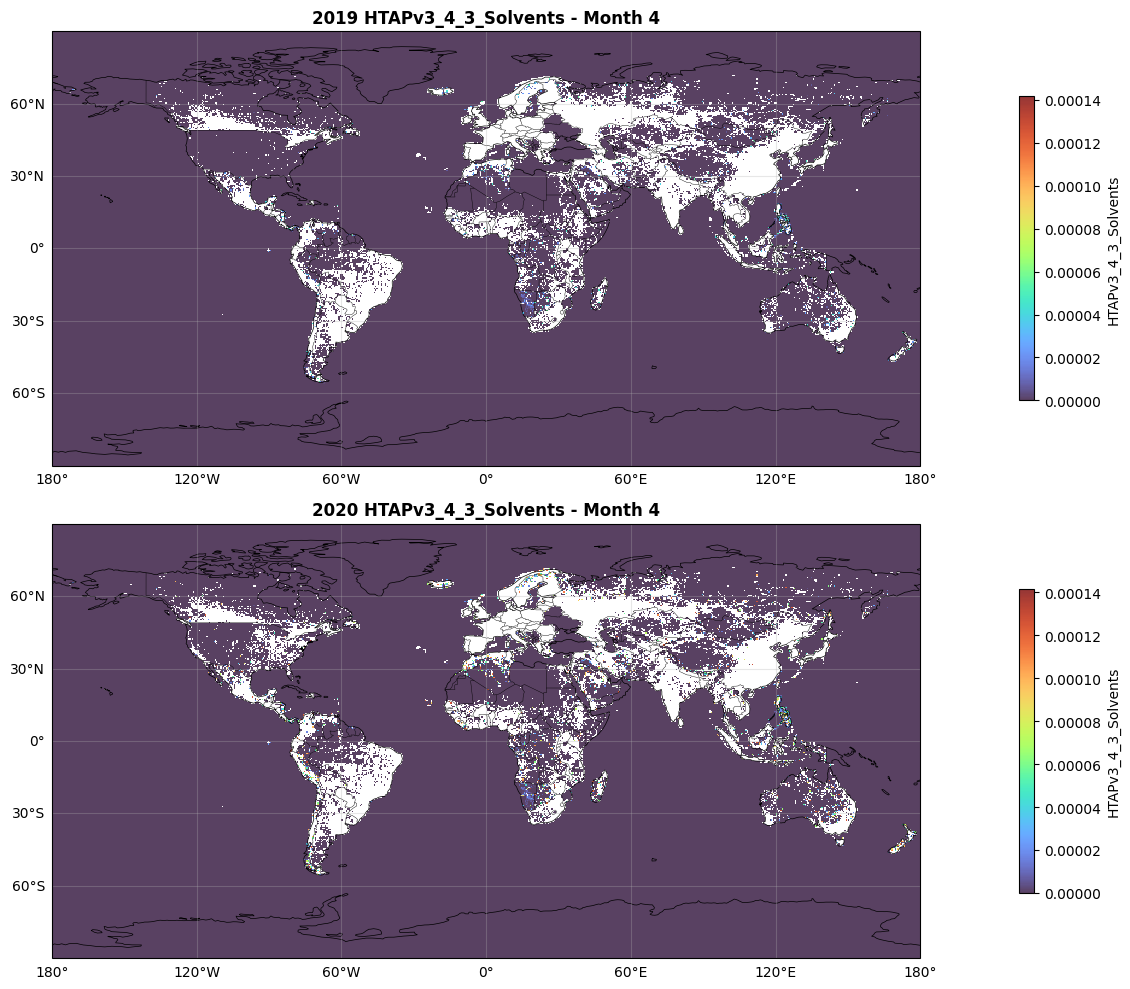 2019 HTAPv3_4_3_Solvents - Month 4
60°N
30°N
0°
30°S
60°S
180° 120°W 60°W 0° 60°E 120°E 180°
0.00014
0.00012
0.00010
0.00008
0.00006
0.00004
0.00002
0.00000
HTAPv3_4_3_Solvents
2020 HTAPv3_4_3_Solvents - Month 4
60°N
30°N
0°
30°S
60°S
180° 120°W 60°W 0° 60°E 120°E 180°
0.00014
0.00012
0.00010
0.00008
0.00006
0.00004
0.00002
0.00000
HTAPv3_4_3_Solvents